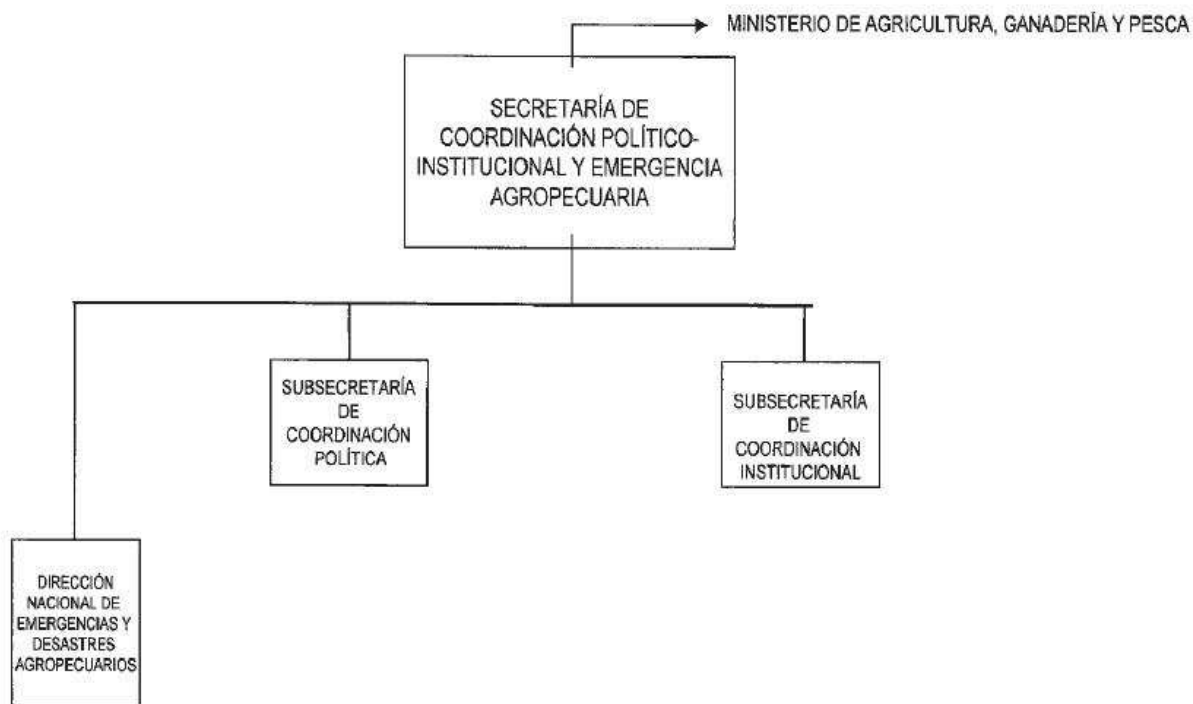 MINISTERIO DE AGRICULTURA, GANADERÍA Y PESCA
SECRETARÍA DE
COORDINACIÓN POLÍTICO-
INSTITUCIONAL Y EMERGENCIA
AGROPECUARIA
SUBSECRETARÍA
DE
COORDINACIÓN
POLÍTICA
SUBSECRETARÍA
DE
COORDINACIÓN
INSTITUCIONAL
DIRECCIÓN
NACIONAL DE
EMERGENCIAS Y
DESASTRES
AGROPECUARIOS